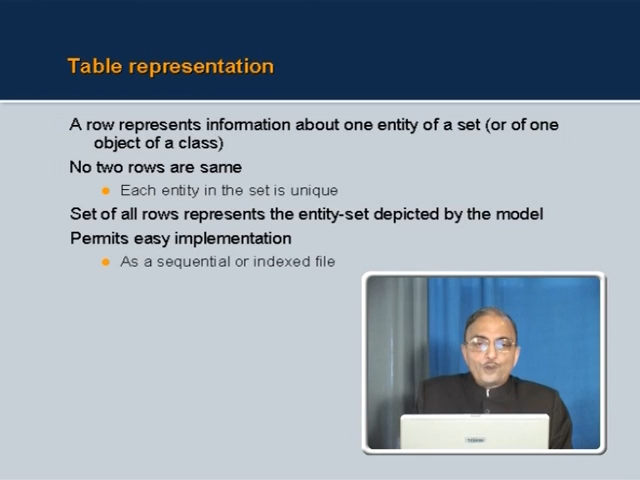 Table representation
A row represents information about one entity of a set (or of one
object of a class)
No two rows are same
Each entity in the set is unique
Set of all rows represents the entity-set depicted by the model
Permits easy implementation
As a sequential or indexed file